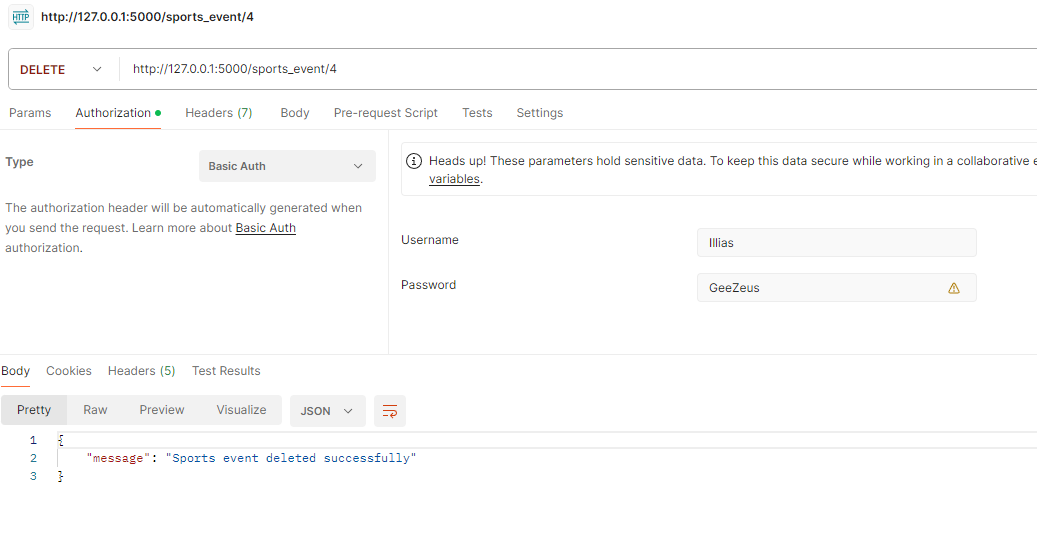 HTTP http://127.0.0.1:5000/sports_event/4
DELETE http://127.0.0.1:5000/sports_event/4
Params Authorization Headers (7) Body Pre-request Script Tests Settings
Type Basic Auth
The authorization header will be automatically generated when
you send the request. Learn more about Basic Auth
authorization.
Heads up! These parameters hold sensitive data. To keep this data secure while working in a collaborative e
variables.
Username Illias
Password GeeZeus
Body Cookies Headers (5) Test Results
Pretty Raw Preview Visualize JSON
1 {
2 "message": "Sports event deleted successfully"
3 }